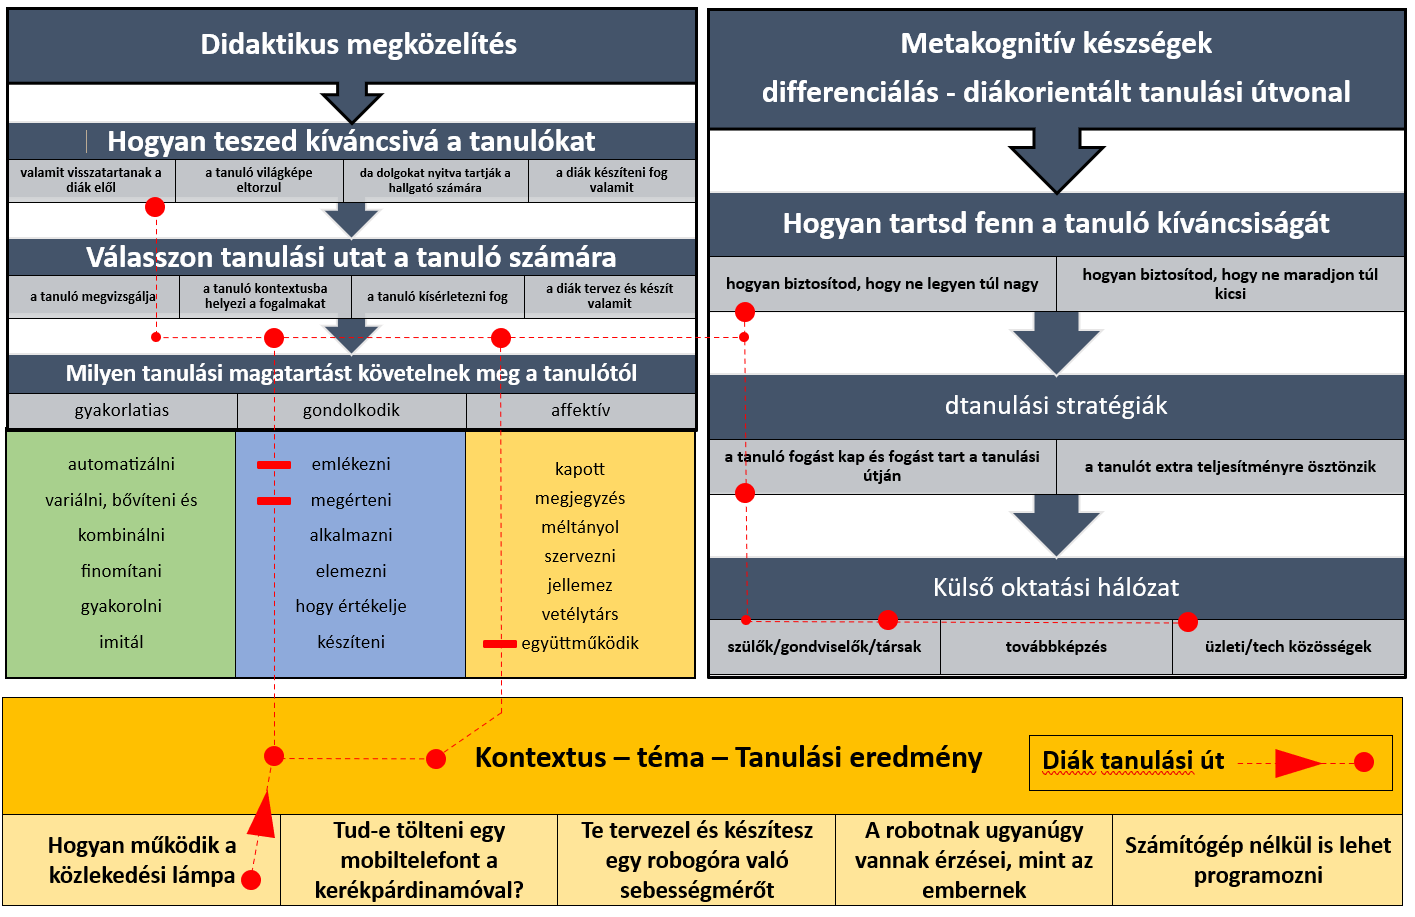 Didaktikus megközelítés
Hogyan teszed kíváncsivá a tanulókat
valamit visszatartanak a
diák elől
a tanuló világképe
eltorzul
da dolgokat nyitva tartják a
hallgató számára
a diák készíteni fog
valamit
Válasszon tanulási utat a tanuló számára
a tanuló megvizsgálja
a tanuló kontextusba
helyezi a fogalmakat
a tanuló kísérletezni fog
a diák tervez és készít
valamit
Milyen tanulási magatartást követelnek meg a tanulótól
gyakorlatias
gondolkodik
affektív
automatizálni
variálni, bővíteni és
kombinálni
finomítani
gyakorolni
imitál
emlékezni
megérteni
alkalmazni
elemezni
hogy értékelje
készíteni
kapott
megjegyzés
méltányol
szervezni
jellemez
vetélytárs
együttműködik
Metakognitív készségek
differenciálás - diákorientált tanulási útvonal
Hogyan tartsd fenn a tanuló kíváncsiságát
hogyan biztosítod, hogy ne legyen túl nagy
hogyan biztosítod, hogy ne maradjon túl
kicsi
dtanulási stratégiák
a tanuló fogást kap és fogást tart a tanulási
útján
a tanulót extra teljesítményre ösztönzik
Külső oktatási hálózat
szülők/gondviselők/társak
továbbképzés
üzleti/tech közösségek
Kontextus – téma – Tanulási eredmény
Diák tanulási út
Hogyan működik a
közlekedési lámpa
Tud-e tölteni egy
mobiltelefont a
kerékpárdinamóval?
Te tervezel és készítesz
egy robogóra való
sebességmérőt
A robotnak ugyanúgy
vannak érzései, mint az
embernek
Számítógép nélkül is lehet
programozni